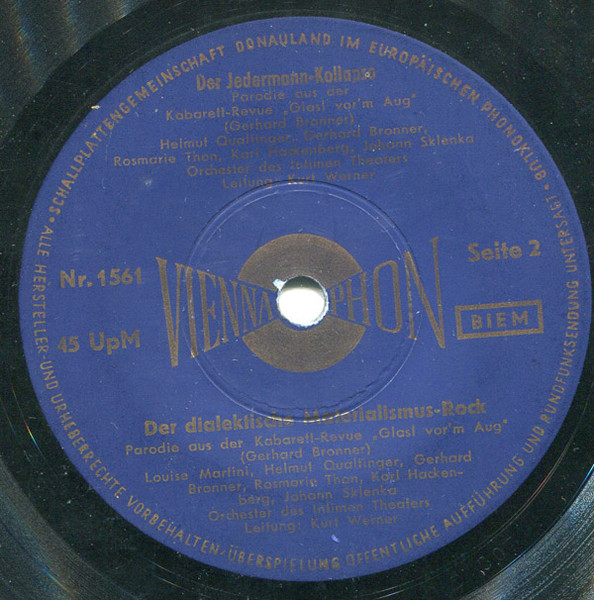 • SCHALLPLATTENGEMEINSCHAFT DONAULAND IM EUROPÄISCHEN PHONOKLUB •
Der Jedermann-Kollaps
Parodie aus der
Kabarett-Revue „Glasl vor'm Aug"
(Gerhard Bronner)
Helmut Qualtinger, Gerhard Bronner,
Rosmarie Thon, Karl Hackenberg, Johann Sklenka
Orchester des Intimen Theaters
Leitung: Kurt Werner
Nr. 1561
Seite 2
VIENNAPHON
45 UpM
BIEM
Der dialektische Materialismus-Rock
Parodie aus der Kabarett-Revue „Glasl vor'm Aug"
(Gerhard Bronner)
Louise Martini, Helmut Qualtinger, Gerhard
Bronner, Rosmarie Thon, Karl Hacken-
berg, Johann Sklenka
Orchester des Intimen Theaters
Leitung: Kurt Werner
ALLE HERSTELLER- UND URHEBERRECHTE VORBEHALTEN · ÜBERSPIELUNG ÖFFENTLICHE AUFFÜHRUNG UND RUNDFUNKSENDUNG UNTERSAGT